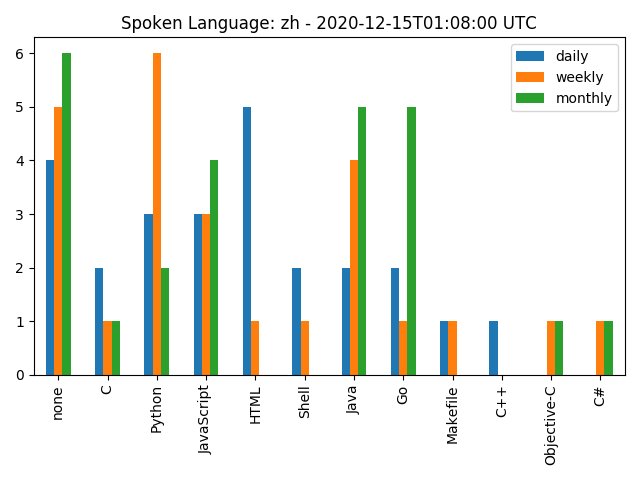 Spoken Language: zh - 2020-12-15T01:08:00 UTC
daily
weekly
monthly
6
5
4
3
2
1
0
none
C
Python
JavaScript
HTML
Shell
Java
Go
Makefile
C++
Objective-C
C#